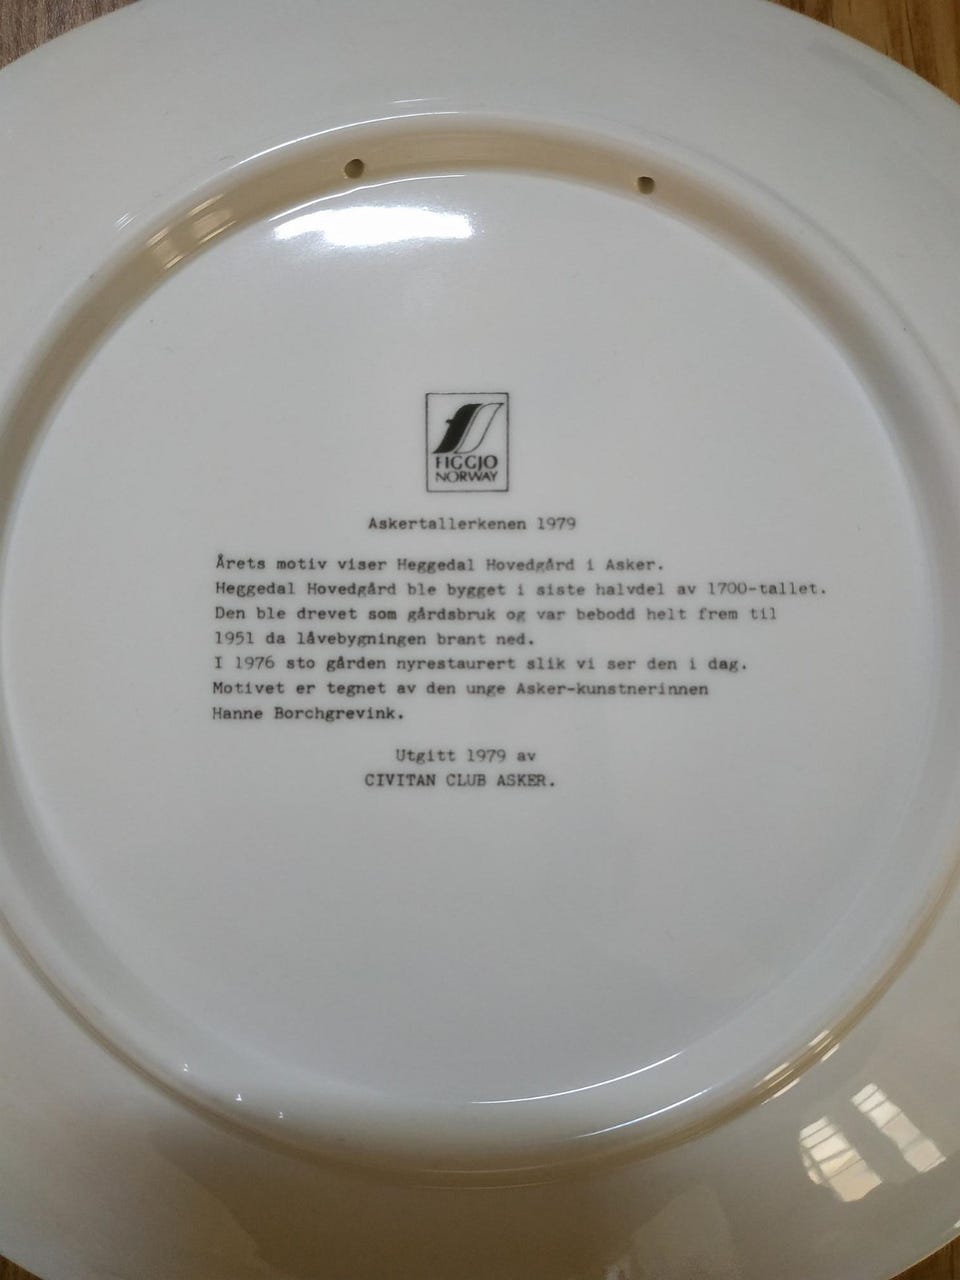 FIGGJO
NORWAY
Askertallerkenen 1979
Årets motiv viser Heggedal Hovedgård i Asker.
Heggedal Hovedgård ble bygget i siste halvdel av 1700-tallet.
Den ble drevet som gårdsbruk og var bebodd helt frem til
1951 da låvebygningen brant ned.
I 1976 sto gården nyrestaurert slik vi ser den i dag.
Motivet er tegnet av den unge Asker-kunstnerinnen
Hanne Borchgrevink.
Utgitt 1979 av
CIVITAN CLUB ASKER.